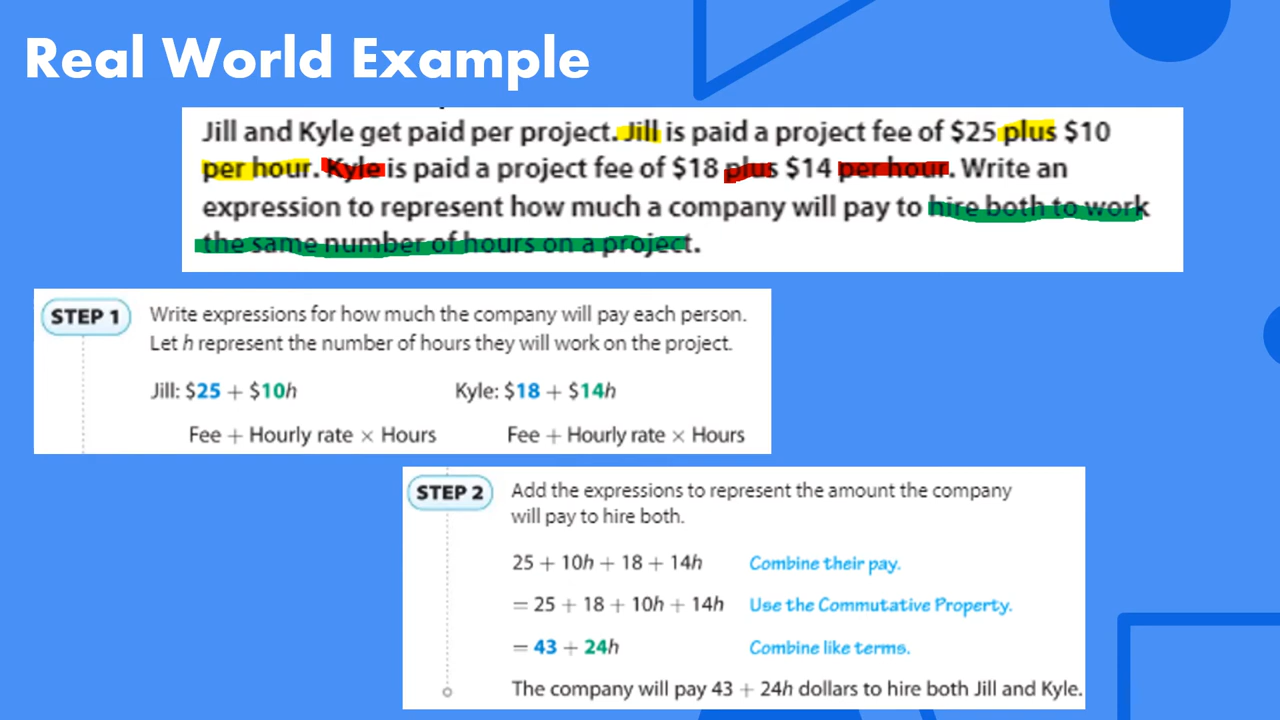 Real World Example
Jill and Kyle get paid per project. Jill is paid a project fee of $25 plus $10
per hour. Kyle is paid a project fee of $18 plus $14 per hour. Write an
expression to represent how much a company will pay to hire both to work
the same number of hours on a project.
STEP 1 Write expressions for how much the company will pay each person.
Let h represent the number of hours they will work on the project.
Jill: $25 + $10h Kyle: $18 + $14h
Fee + Hourly rate × Hours Fee + Hourly rate × Hours
STEP 2 Add the expressions to represent the amount the company
will pay to hire both.
25 + 10h + 18 + 14h Combine their pay.
= 25 + 18 + 10h + 14h Use the Commutative Property.
= 43 + 24h Combine like terms.
The company will pay 43 + 24h dollars to hire both Jill and Kyle.